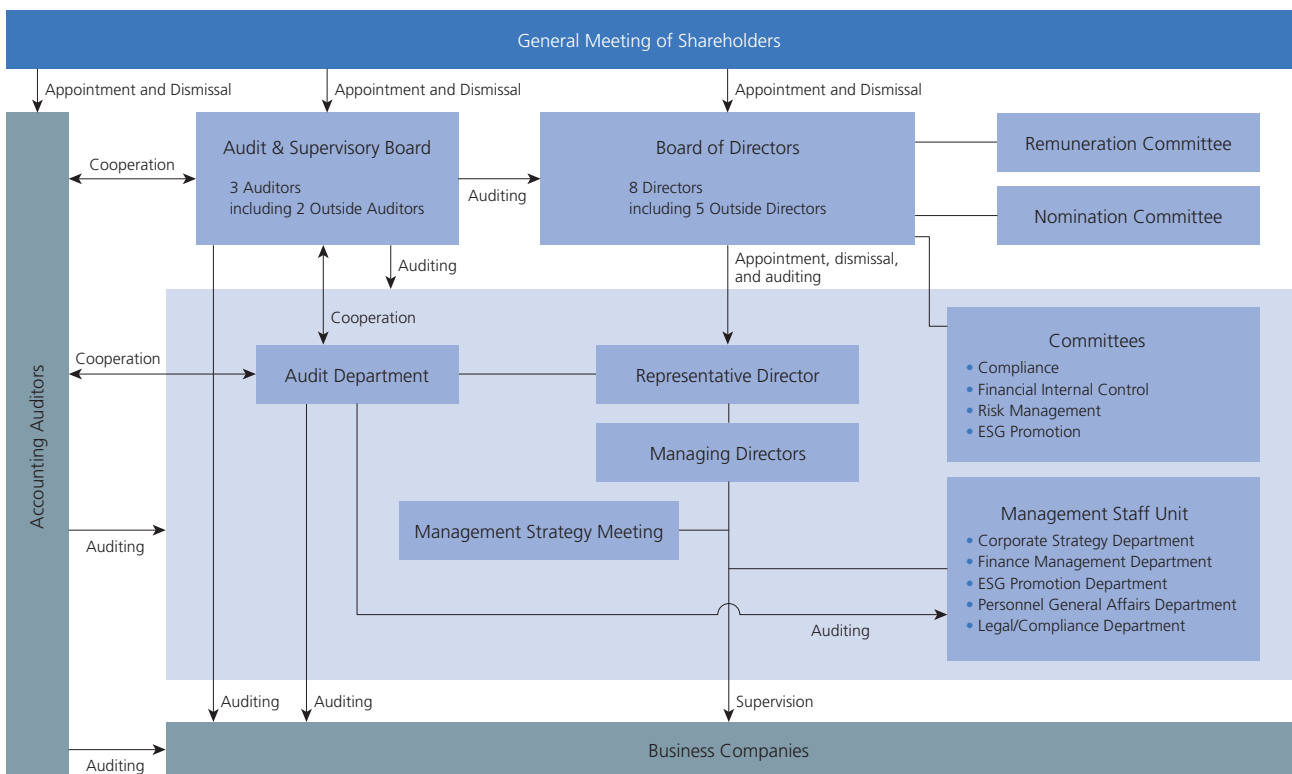 General Meeting of Shareholders
Appointment and Dismissal
Appointment and Dismissal
Appointment and Dismissal
Accounting Auditors
Cooperation
Audit & Supervisory Board
3 Auditors
including 2 Outside Auditors
Auditing
Board of Directors
8 Directors
including 5 Outside Directors
Remuneration Committee
Nomination Committee
Auditing
Appointment, dismissal,
and auditing
Cooperation
Cooperation
Audit Department
Representative Director
Managing Directors
Committees
• Compliance
• Financial Internal Control
• Risk Management
• ESG Promotion
Management Strategy Meeting
Auditing
Management Staff Unit
• Corporate Strategy Department
• Finance Management Department
• ESG Promotion Department
• Personnel General Affairs Department
• Legal/Compliance Department
Auditing
Auditing
Auditing
Supervision
Auditing
Business Companies